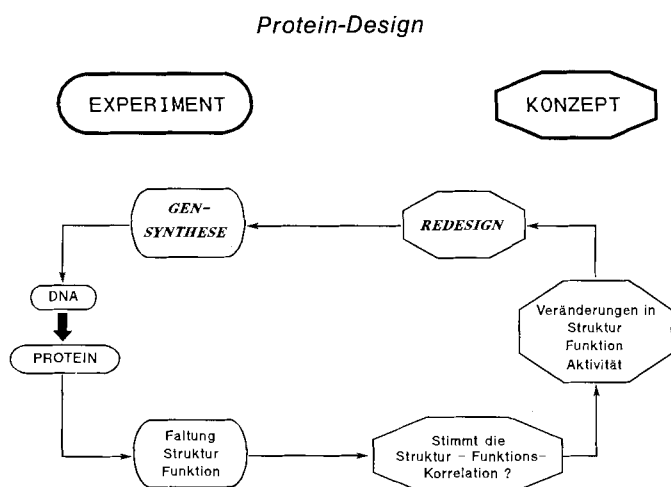 Protein-Design
EXPERIMENT
KONZEPT
GEN-
SYNTHESE
REDESIGN
DNA
PROTEIN
Veränderungen in
Struktur
Funktion
Aktivität
Faltung
Struktur
Funktion
Stimmt die
Struktur – Funktions-
Korrelation ?